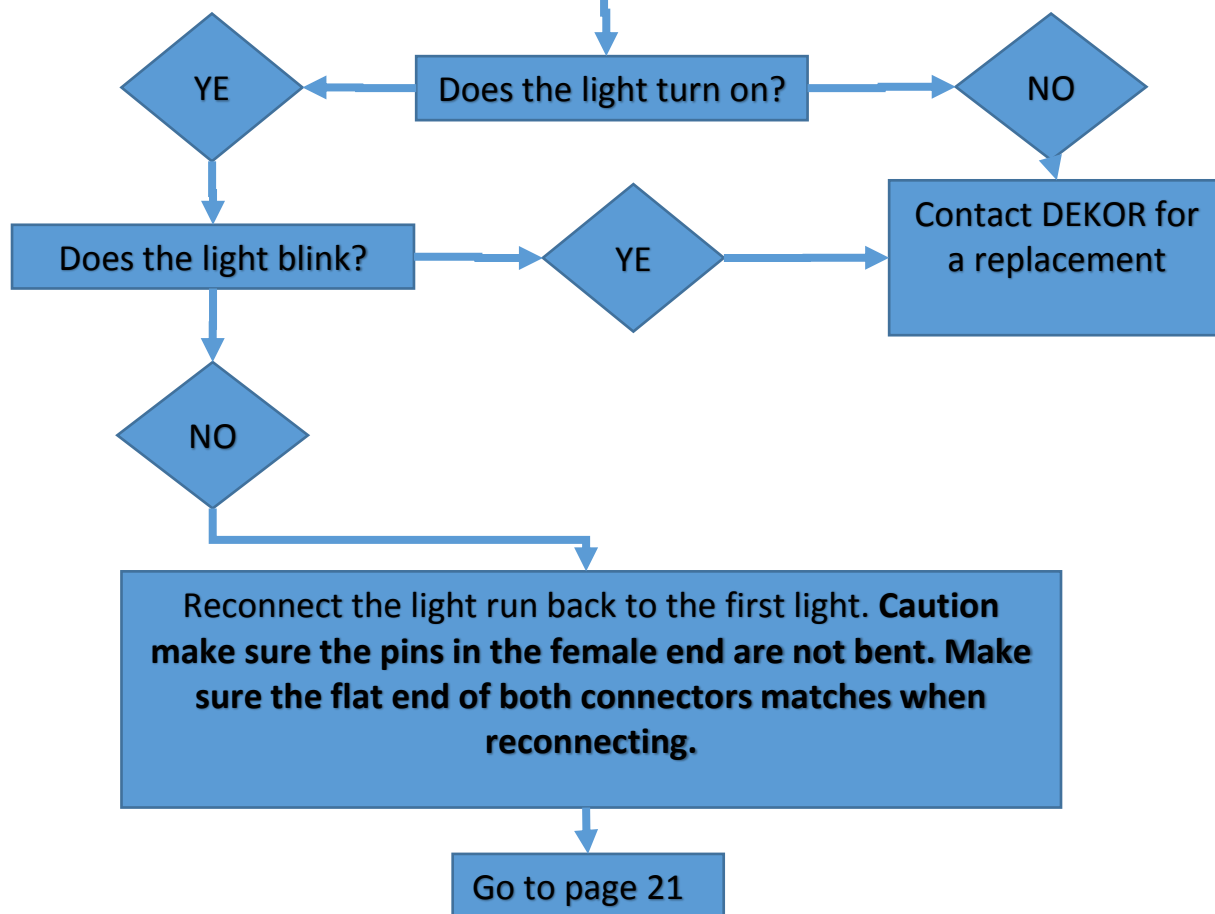 YE
Does the light turn on?
NO
Contact DEKOR for
a replacement
Does the light blink?
YE
NO
Reconnect the light run back to the first light. Caution
make sure the pins in the female end are not bent. Make
sure the flat end of both connectors matches when
reconnecting.
Go to page 21